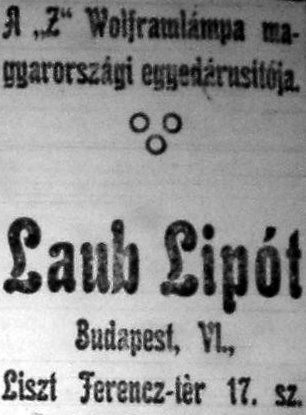 A „Z“ Wolframlámpa ma-
gyarországi egyedárusitója.
Laub Lipót
Budapest, VI.,
Liszt Ferencz-tér 17. sz.